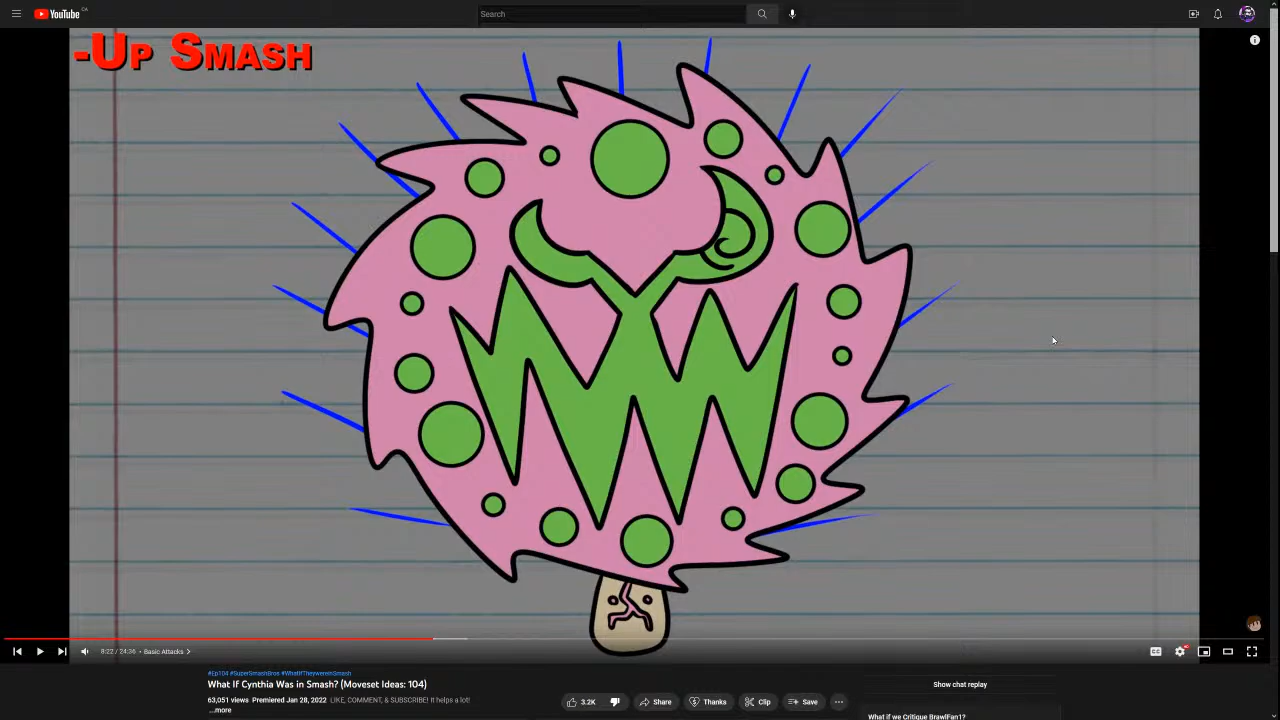 YouTube CA
Search
-Up Smash
8:22 / 24:36 • Basic Attacks
CC
#Ep104 #SuperSmashBros #WhatIfTheywereinSmash
What If Cynthia Was in Smash? (Moveset Ideas: 104)
63,051 views Premiered Jan 28, 2022 LIKE, COMMENT, & SUBSCRIBE! It helps a lot!
...more
3.2K
Share
Thanks
Clip
Save
Show chat replay
What if we Critique BrawlFan1?